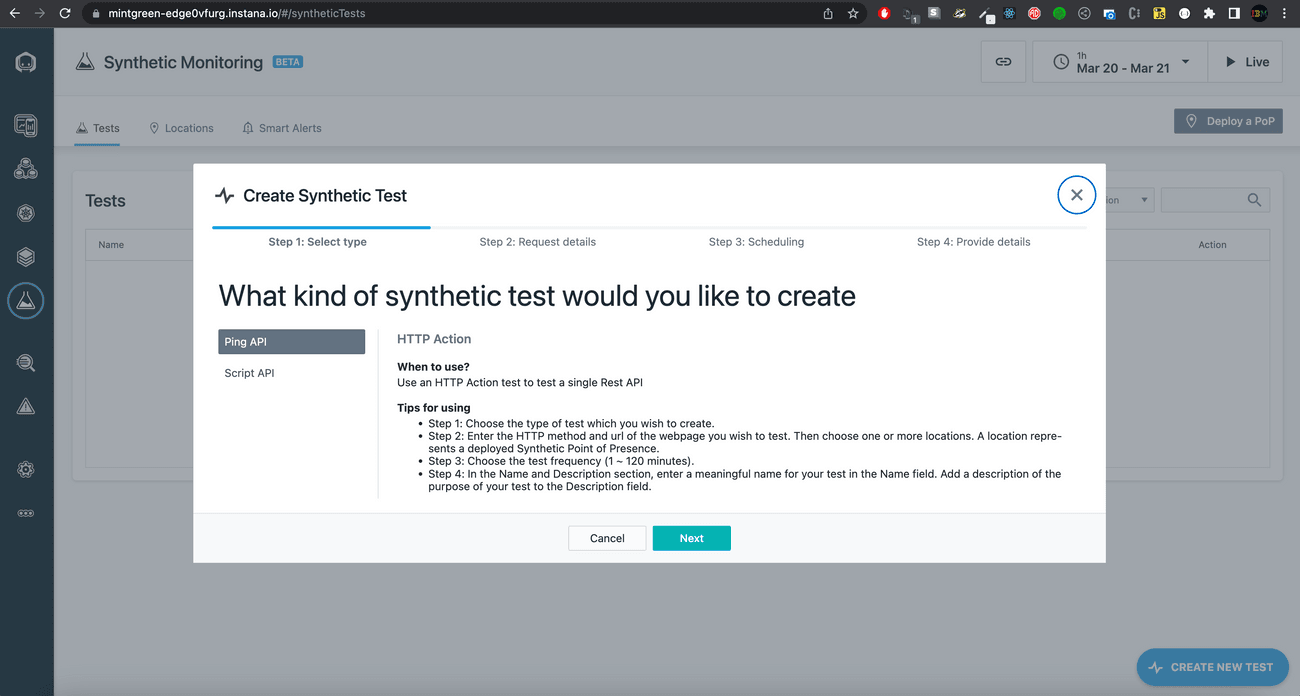 mintgreen-edge0vfurg.instana.io/#/syntheticTests
Synthetic Monitoring BETA
1h
Mar 20 - Mar 21
Live
Tests
Locations
Smart Alerts
Deploy a PoP
Tests
Name
Action
Create Synthetic Test
Step 1: Select type
Step 2: Request details
Step 3: Scheduling
Step 4: Provide details
What kind of synthetic test would you like to create
Ping API
Script API
HTTP Action
When to use?
Use an HTTP Action test to test a single Rest API
Tips for using
• Step 1: Choose the type of test which you wish to create.
• Step 2: Enter the HTTP method and url of the webpage you wish to test. Then choose one or more locations. A location repre-
sents a deployed Synthetic Point of Presence.
• Step 3: Choose the test frequency (1 ~ 120 minutes).
• Step 4: In the Name and Description section, enter a meaningful name for your test in the Name field. Add a description of the
purpose of your test to the Description field.
Cancel
Next
CREATE NEW TEST